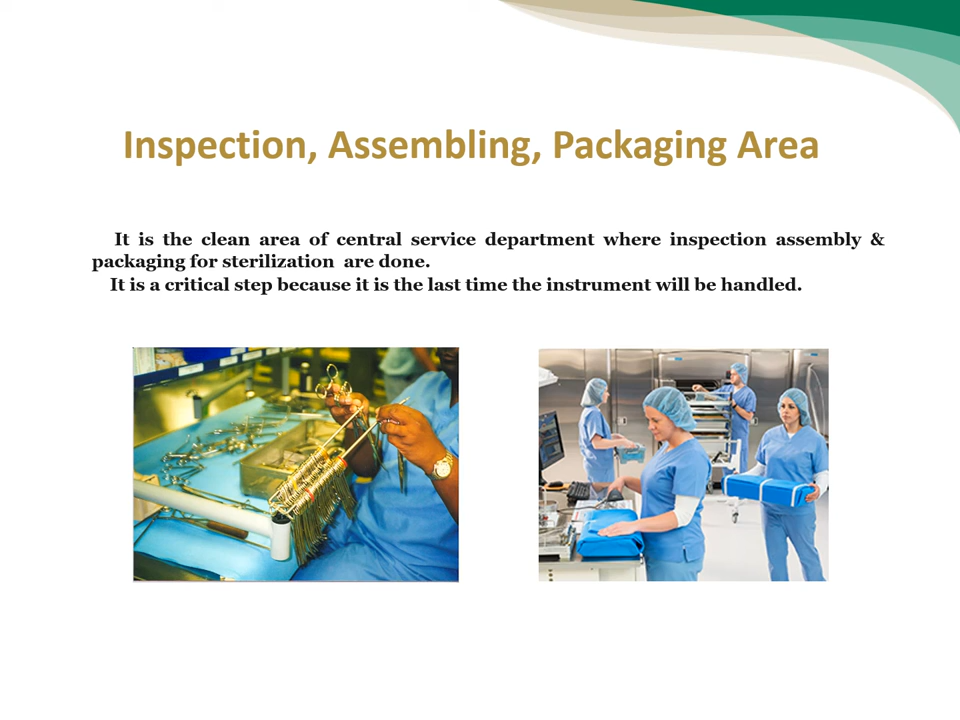 Inspection, Assembling, Packaging Area
It is the clean area of central service department where inspection assembly &
packaging for sterilization are done.
It is a critical step because it is the last time the instrument will be handled.